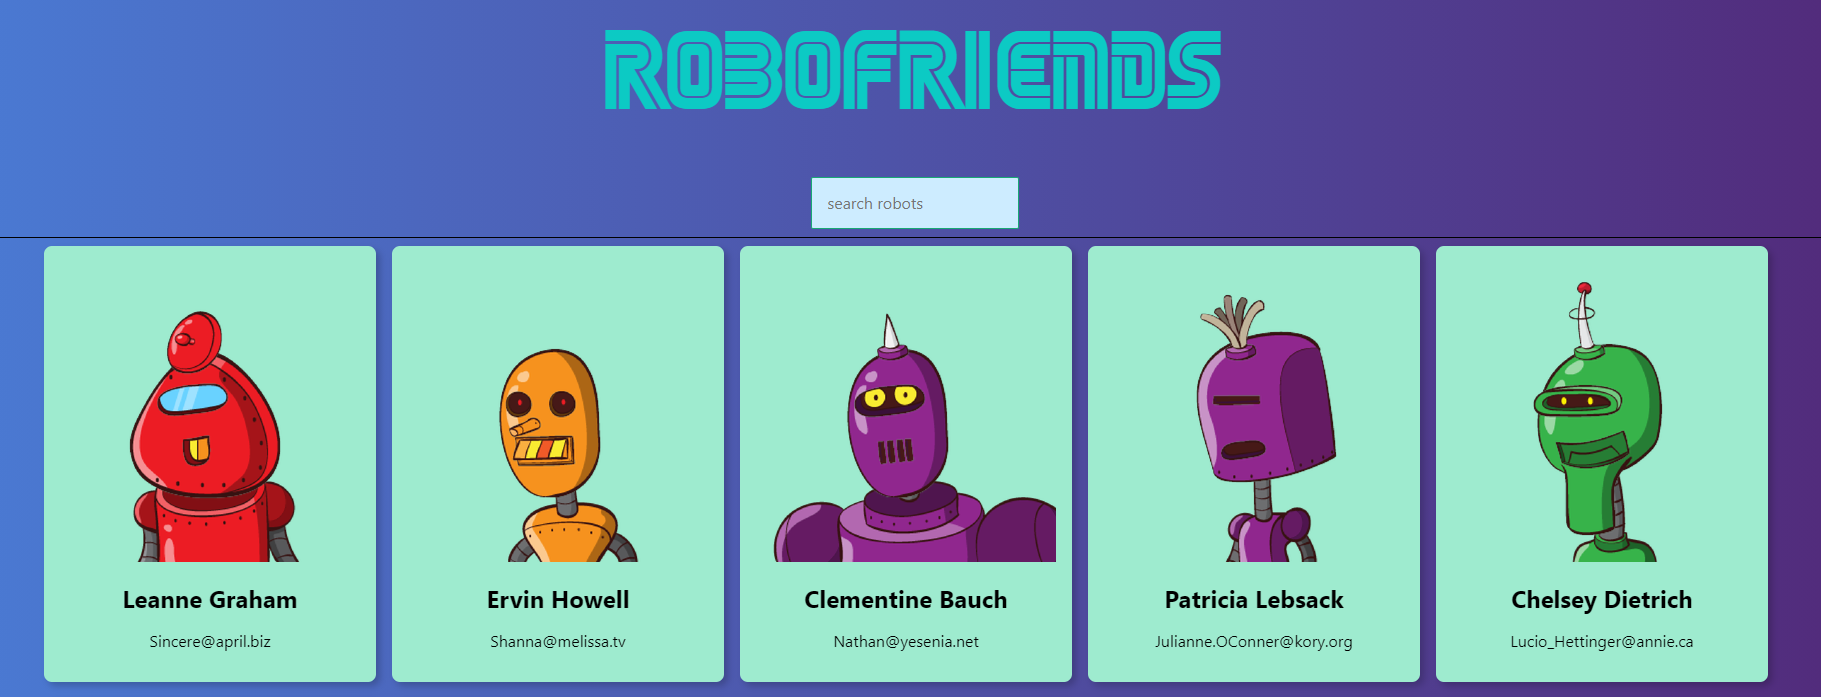 ROBOFRIENDS
search robots
Leanne Graham
Sincere@april.biz
Ervin Howell
Shanna@melissa.tv
Clementine Bauch
Nathan@yesenia.net
Patricia Lebsack
Julianne.OConner@kory.org
Chelsey Dietrich
Lucio_Hettinger@annie.ca